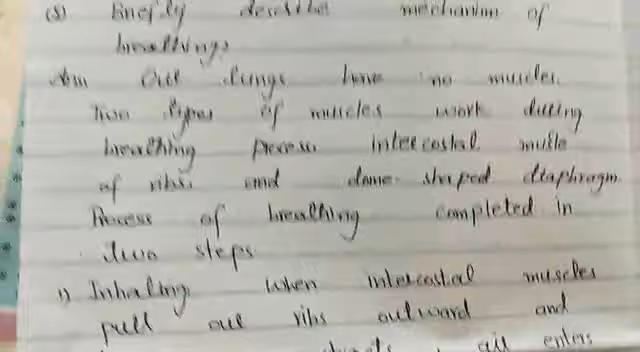 (8) Briefly describe mechanism of
breathing.
Ans Our lungs have no muscles.
Two types of muscles work during
breathing process intercostal musle
of ribs and dome-shaped diaphragm.
Process of breathing completed in
two steps
1) Inhaling when intercostal muscles
pull our ribs outward and
air enters